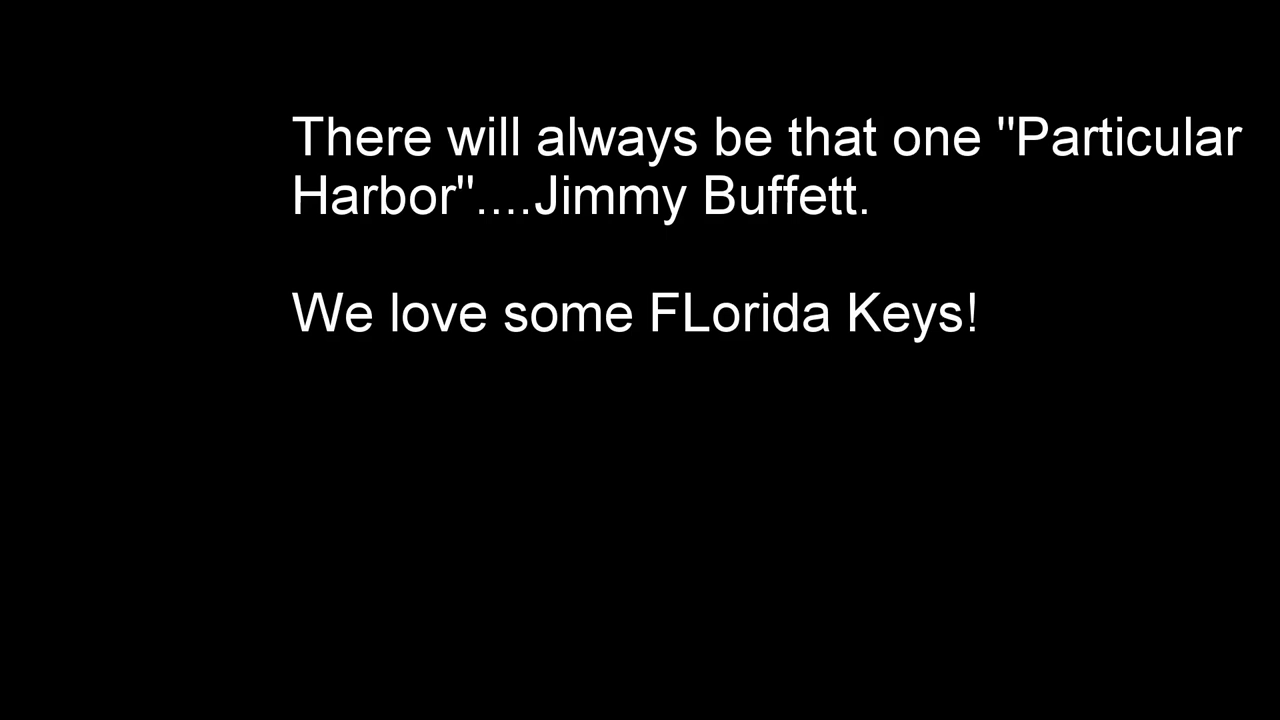 There will always be that one "Particular
Harbor"....Jimmy Buffett.
We love some FLorida Keys!